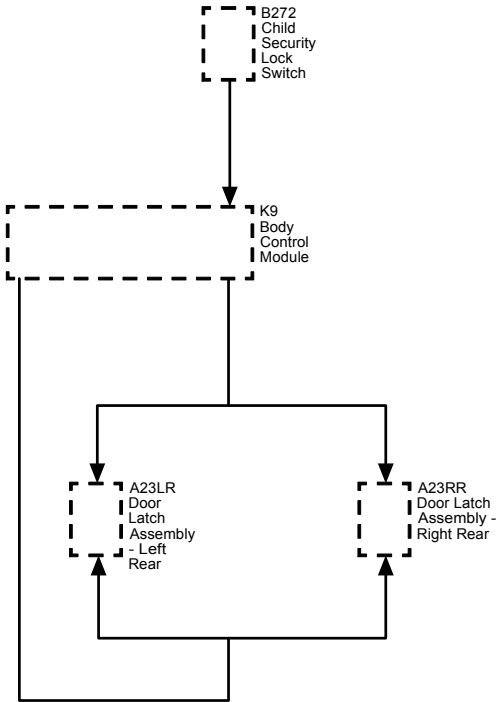 B272
Child
Security
Lock
Switch
K9
Body
Control
Module
A23LR
Door
Latch
Assembly
- Left
Rear
A23RR
Door Latch
Assembly -
Right Rear